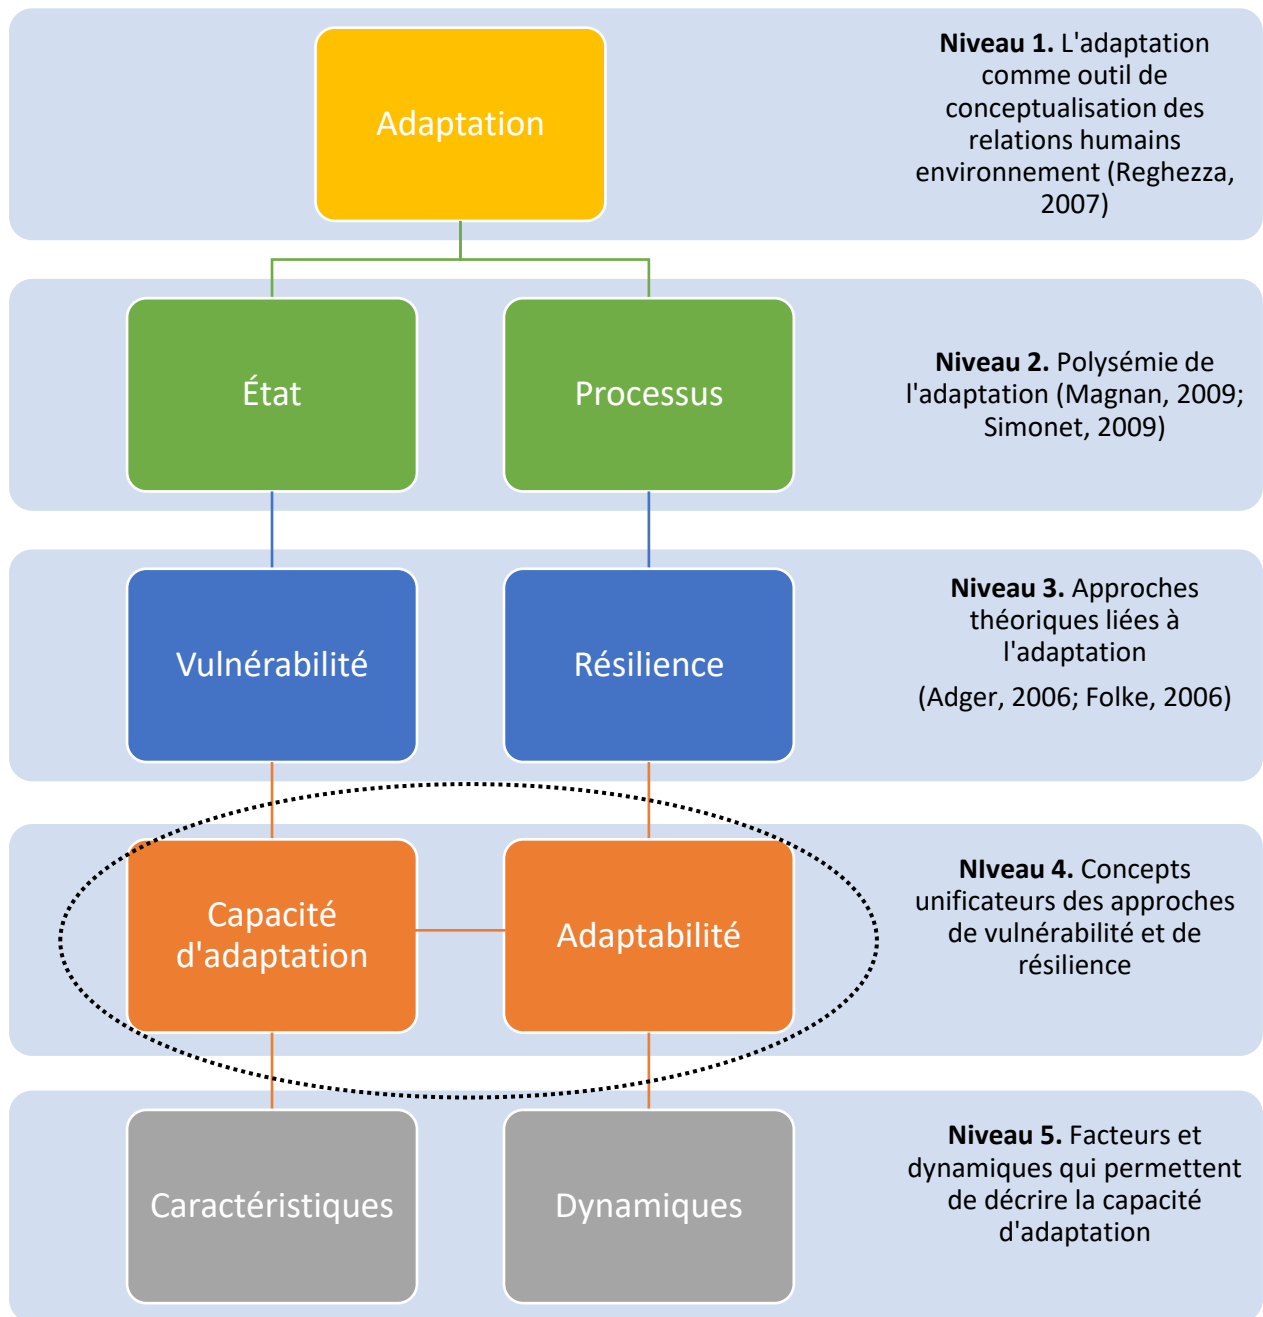 Adaptation
Niveau 1. L'adaptation
comme outil de
conceptualisation des
relations humains
environnement (Reghezza,
2007)
État
Processus
Niveau 2. Polysémie de
l'adaptation (Magnan, 2009;
Simonet, 2009)
Vulnérabilité
Résilience
Niveau 3. Approches
théoriques liées à
l'adaptation
(Adger, 2006; Folke, 2006)
Capacité
d'adaptation
Adaptabilité
NIveau 4. Concepts
unificateurs des approches
de vulnérabilité et de
résilience
Caractéristiques
Dynamiques
Niveau 5. Facteurs et
dynamiques qui permettent
de décrire la capacité
d'adaptation